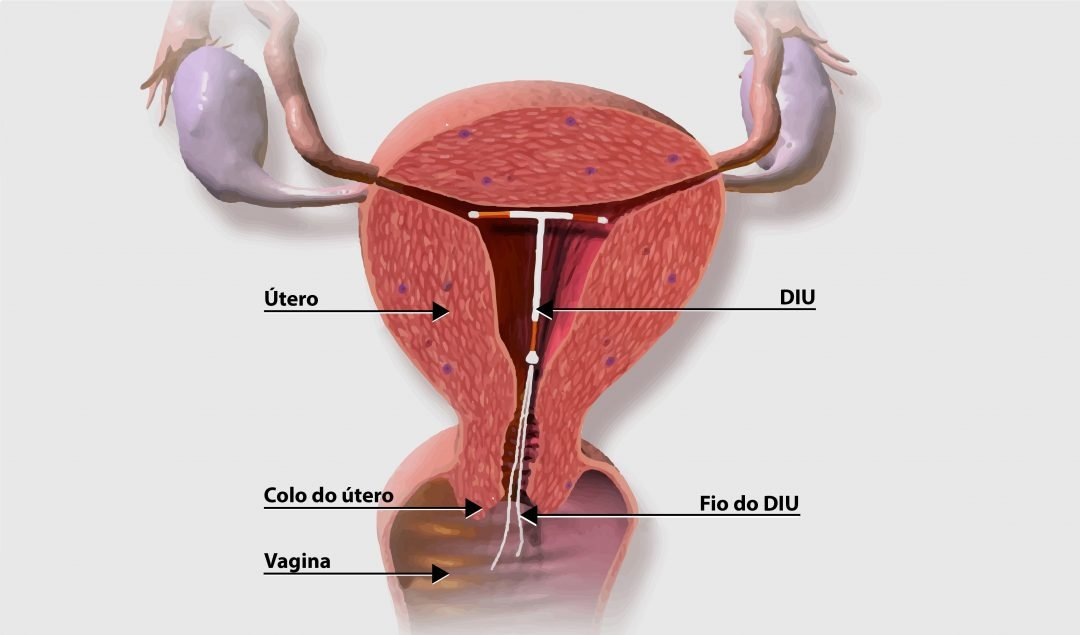 Útero
DIU
Colo do útero
Fio do DIU
Vagina